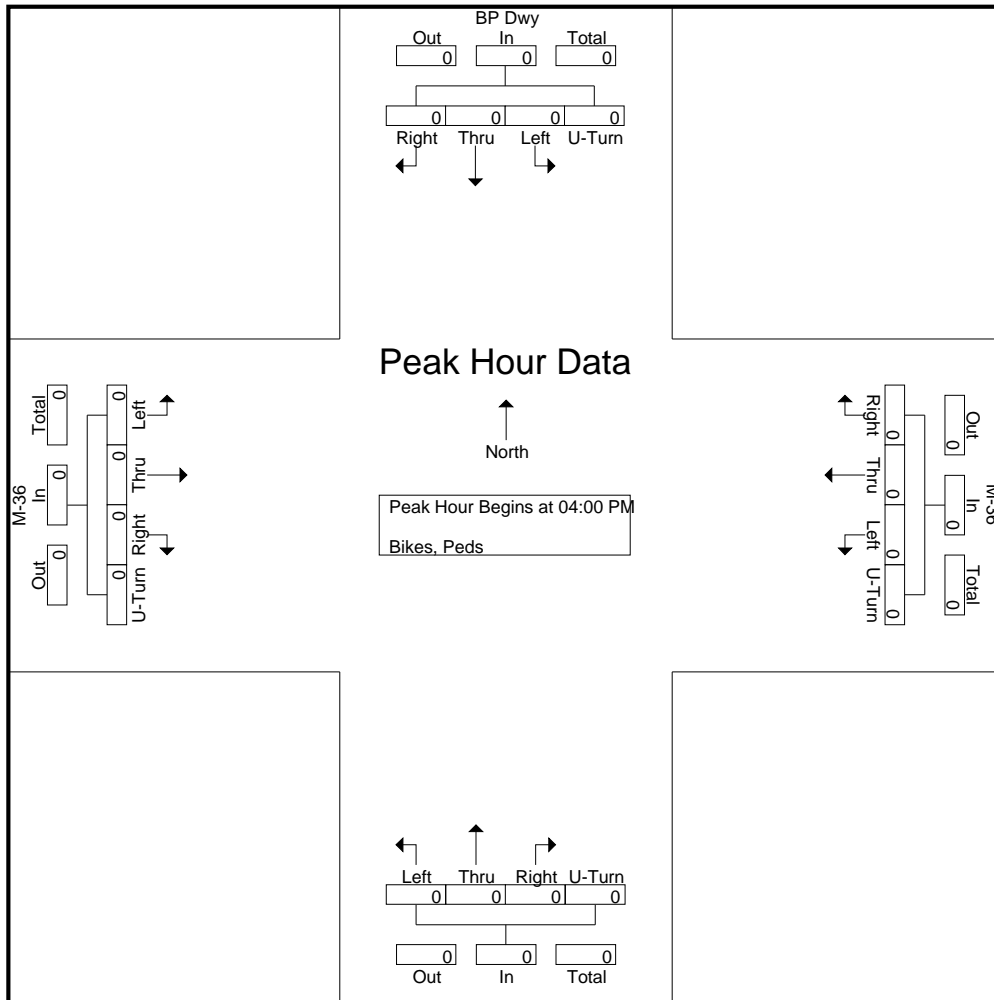 BP Dwy
Out In Total
0 0 0
0 0 0 0
Right Thru Left U-Turn
Peak Hour Data
North
Peak Hour Begins at 04:00 PM
Bikes, Peds
M-36
Total In Out
0 0 0
0 0 0 0
Left Thru Right U-Turn
Right Thru Left U-Turn
0 0 0 0
0 0 0
Out In Total
M-36
Left Thru Right U-Turn
0 0 0 0
0 0 0
Out In Total